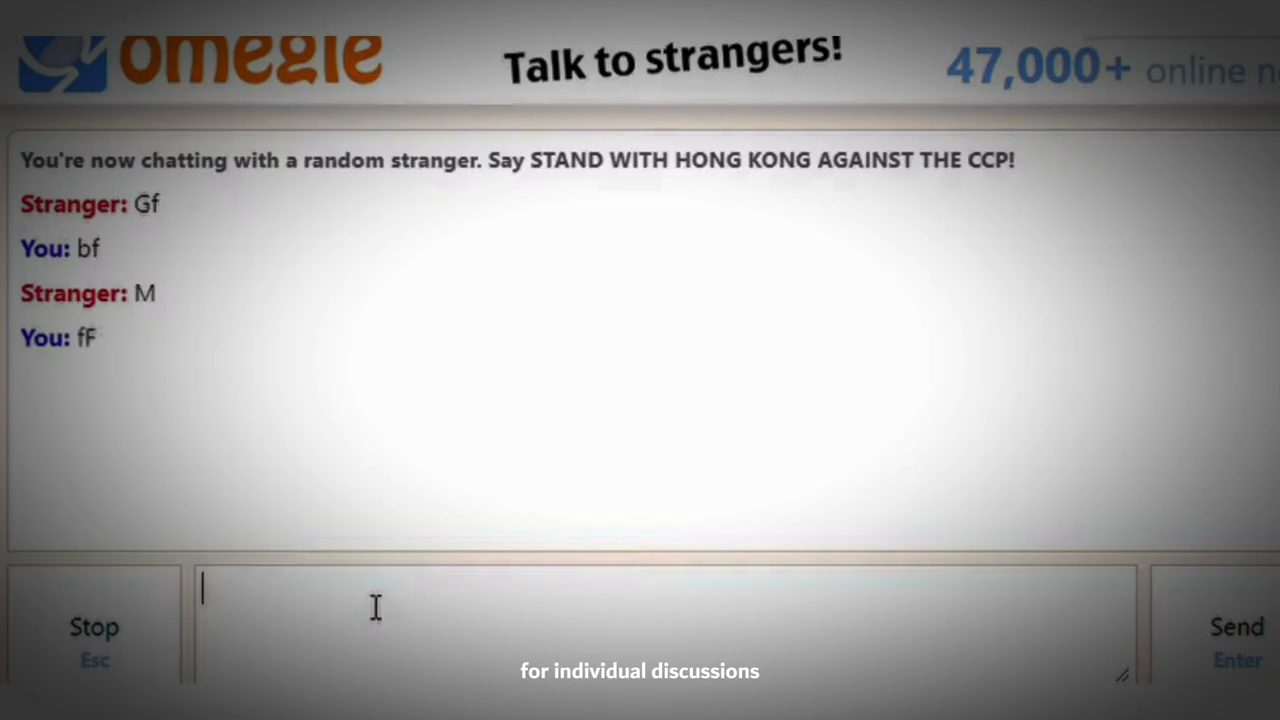 omegle
Talk to strangers!
47,000+ online n
You're now chatting with a random stranger. Say STAND WITH HONG KONG AGAINST THE CCP!
Stranger: Gf
You: bf
Stranger: M
You: fF
Stop
Esc
Send
Enter
for individual discussions